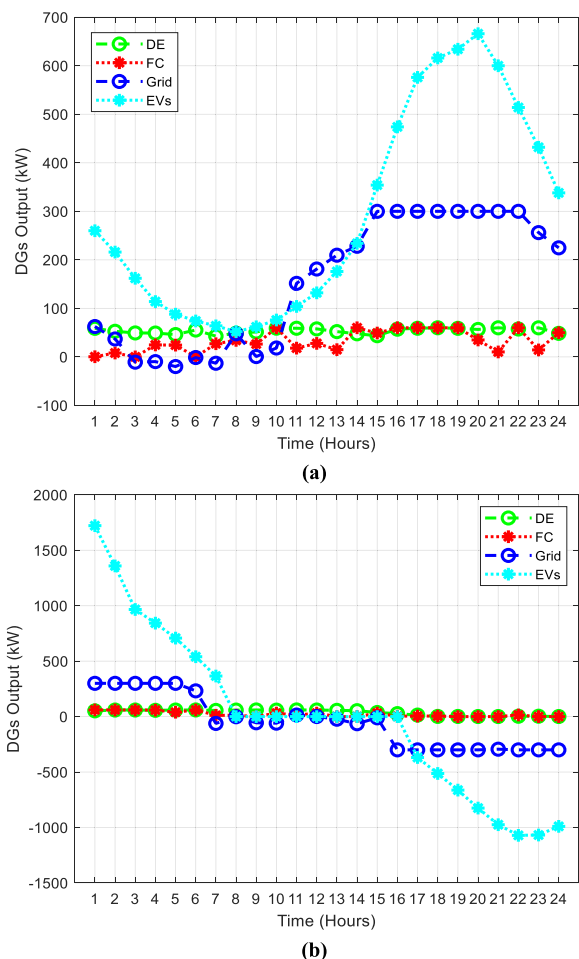 700
600
500
400
300
200
100
0
-100
DGs Output (kW)
DE
FC
Grid
EVs
1 2 3 4 5 6 7 8 9 10 11 12 13 14 15 16 17 18 19 20 21 22 23 24
Time (Hours)
(a)
2000
1500
1000
500
0
-500
-1000
-1500
DGs Output (kW)
DE
FC
Grid
EVs
1 2 3 4 5 6 7 8 9 10 11 12 13 14 15 16 17 18 19 20 21 22 23 24
Time (Hours)
(b)